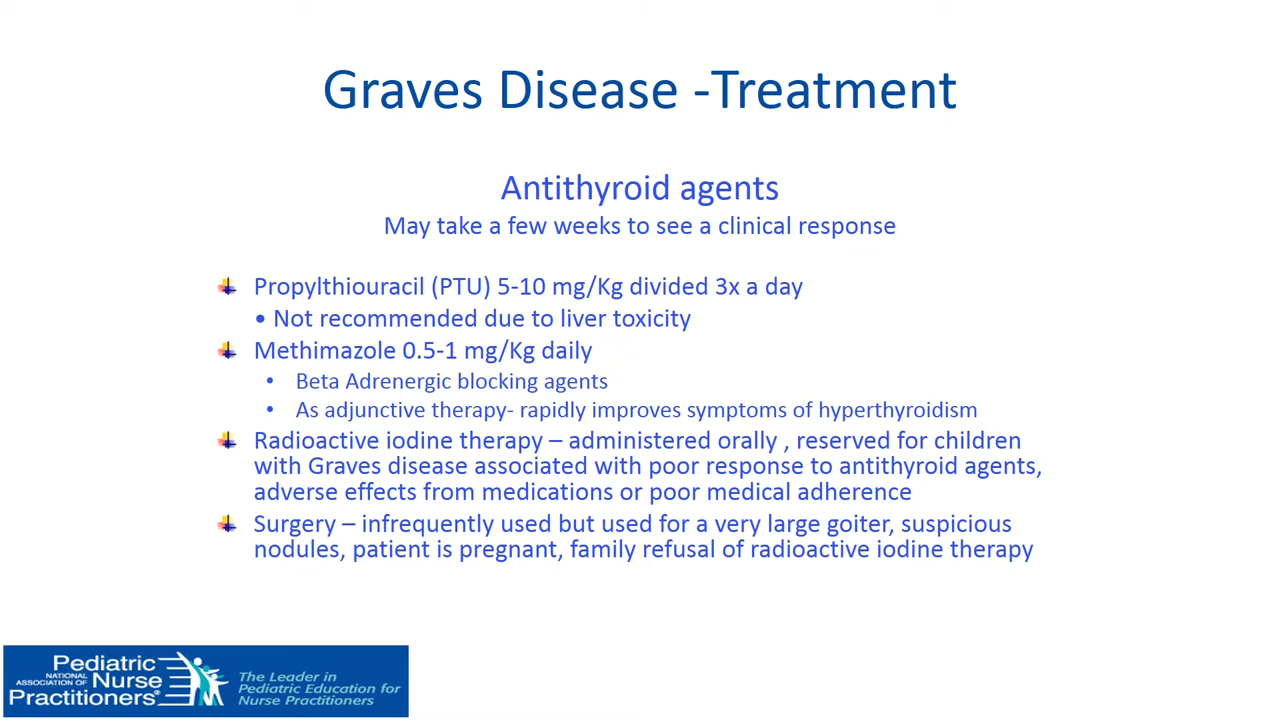 Graves Disease -Treatment
Antithyroid agents
May take a few weeks to see a clinical response
Propylthiouracil (PTU) 5-10 mg/Kg divided 3x a day
• Not recommended due to liver toxicity
Methimazole 0.5-1 mg/Kg daily
• Beta Adrenergic blocking agents
• As adjunctive therapy- rapidly improves symptoms of hyperthyroidism
Radioactive iodine therapy – administered orally , reserved for children
with Graves disease associated with poor response to antithyroid agents,
adverse effects from medications or poor medical adherence
Surgery – infrequently used but used for a very large goiter, suspicious
nodules, patient is pregnant, family refusal of radioactive iodine therapy
Pediatric
NATIONAL ASSOCIATION OF Nurse
Practitioners®
The Leader in
Pediatric Education for
Nurse Practitioners